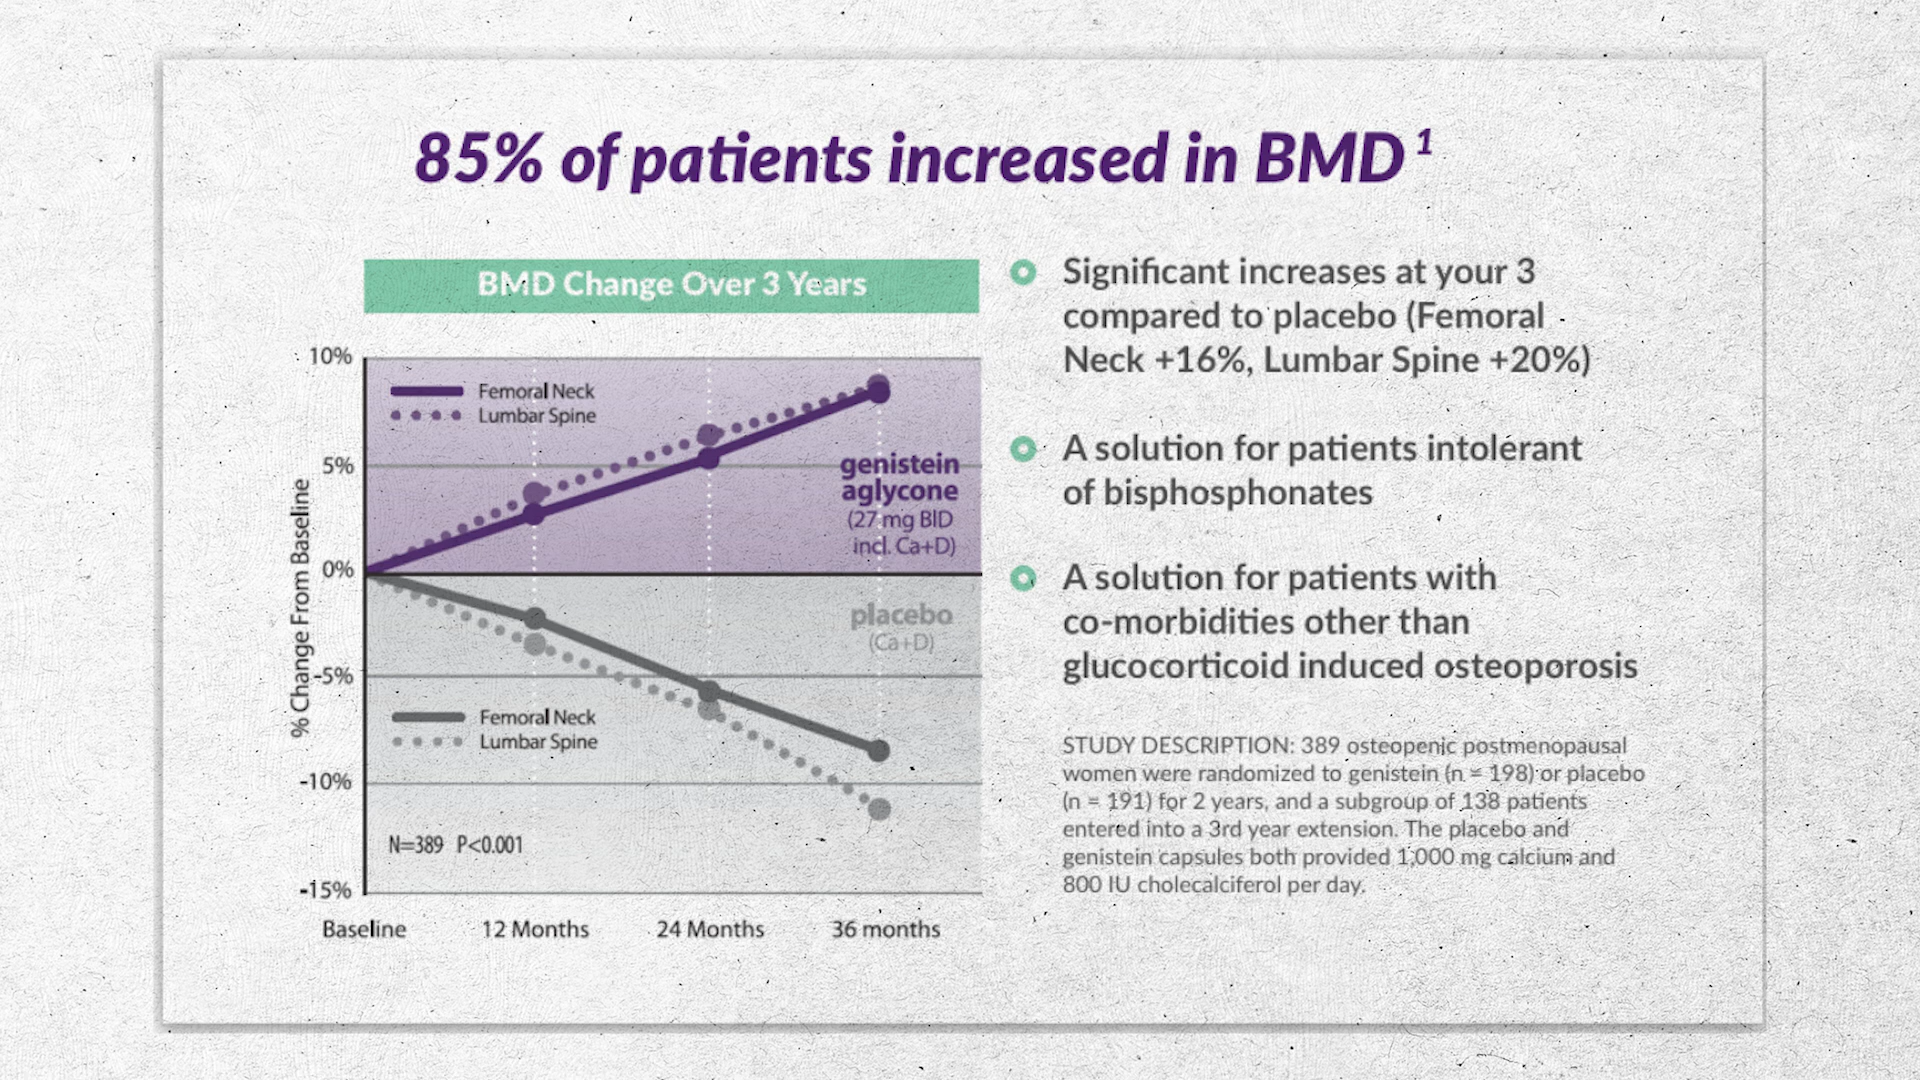 85% of patients increased in BMD 1
BMD Change Over 3 Years
10%
5%
0%
-5%
-10%
-15%
% Change From Baseline
Femoral Neck
Lumbar Spine
genistein
aglycone
(27 mg BID
incl. Ca+D)
placebo
(Ca+D)
Femoral Neck
Lumbar Spine
N=389 P<0.001
Baseline
12 Months
24 Months
36 months
Significant increases at your 3
compared to placebo (Femoral
Neck +16%, Lumbar Spine +20%)
A solution for patients intolerant
of bisphosphonates
A solution for patients with
co-morbidities other than
glucocorticoid induced osteoporosis
STUDY DESCRIPTION: 389 osteopenic postmenopausal
women were randomized to genistein (n = 198) or placebo
(n = 191) for 2 years, and a subgroup of 138 patients
entered into a 3rd year extension. The placebo and
genistein capsules both provided 1,000 mg calcium and
800 IU cholecalciferol per day.